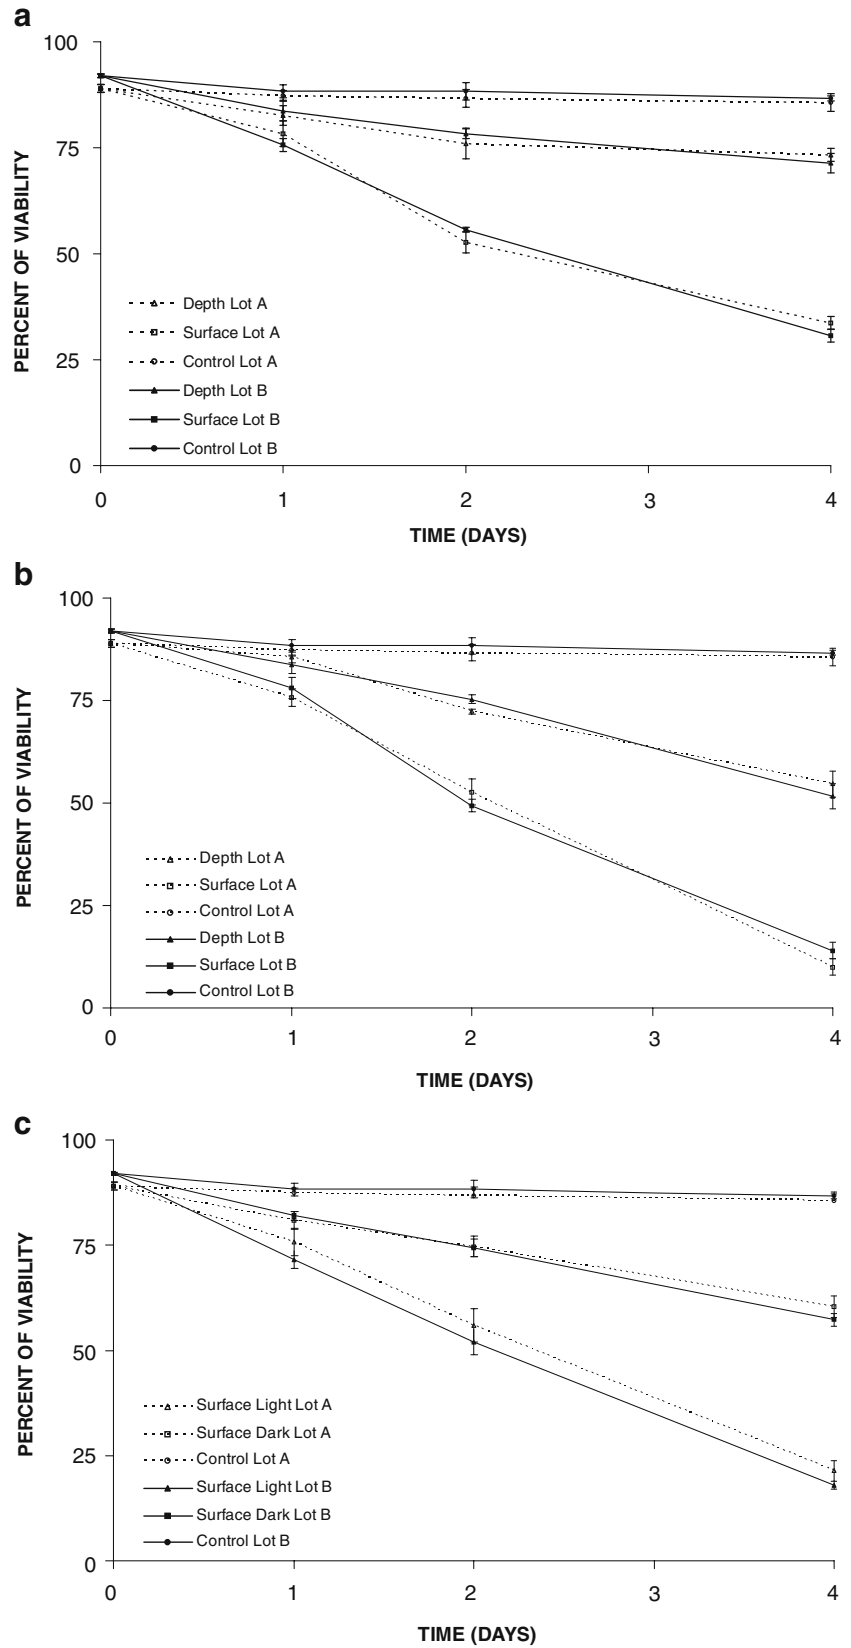 a
100
75
50
25
0
PERCENT OF VIABILITY
Depth Lot A
Surface Lot A
Control Lot A
Depth Lot B
Surface Lot B
Control Lot B
0 1 2 3 4
TIME (DAYS)
b
100
75
50
25
0
PERCENT OF VIABILITY
Depth Lot A
Surface Lot A
Control Lot A
Depth Lot B
Surface Lot B
Control Lot B
0 1 2 3 4
TIME (DAYS)
c
100
75
50
25
0
PERCENT OF VIABILITY
Surface Light Lot A
Surface Dark Lot A
Control Lot A
Surface Light Lot B
Surface Dark Lot B
Control Lot B
0 1 2 3 4
TIME (DAYS)